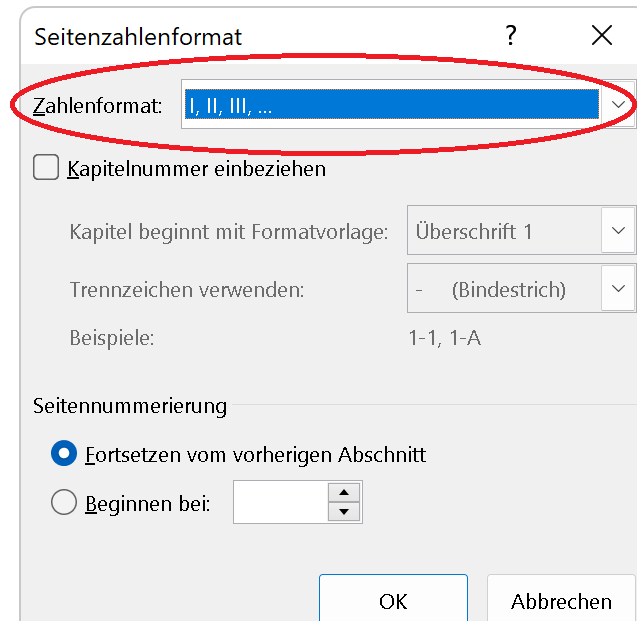 Seitenzahlenformat ?
Zahlenformat: I, II, III, ...
Kapitelnummer einbeziehen
Kapitel beginnt mit Formatvorlage: Überschrift 1
Trennzeichen verwenden: - (Bindestrich)
Beispiele: 1-1, 1-A
Seitennummerierung
Fortsetzen vom vorherigen Abschnitt
Beginnen bei:
OK Abbrechen